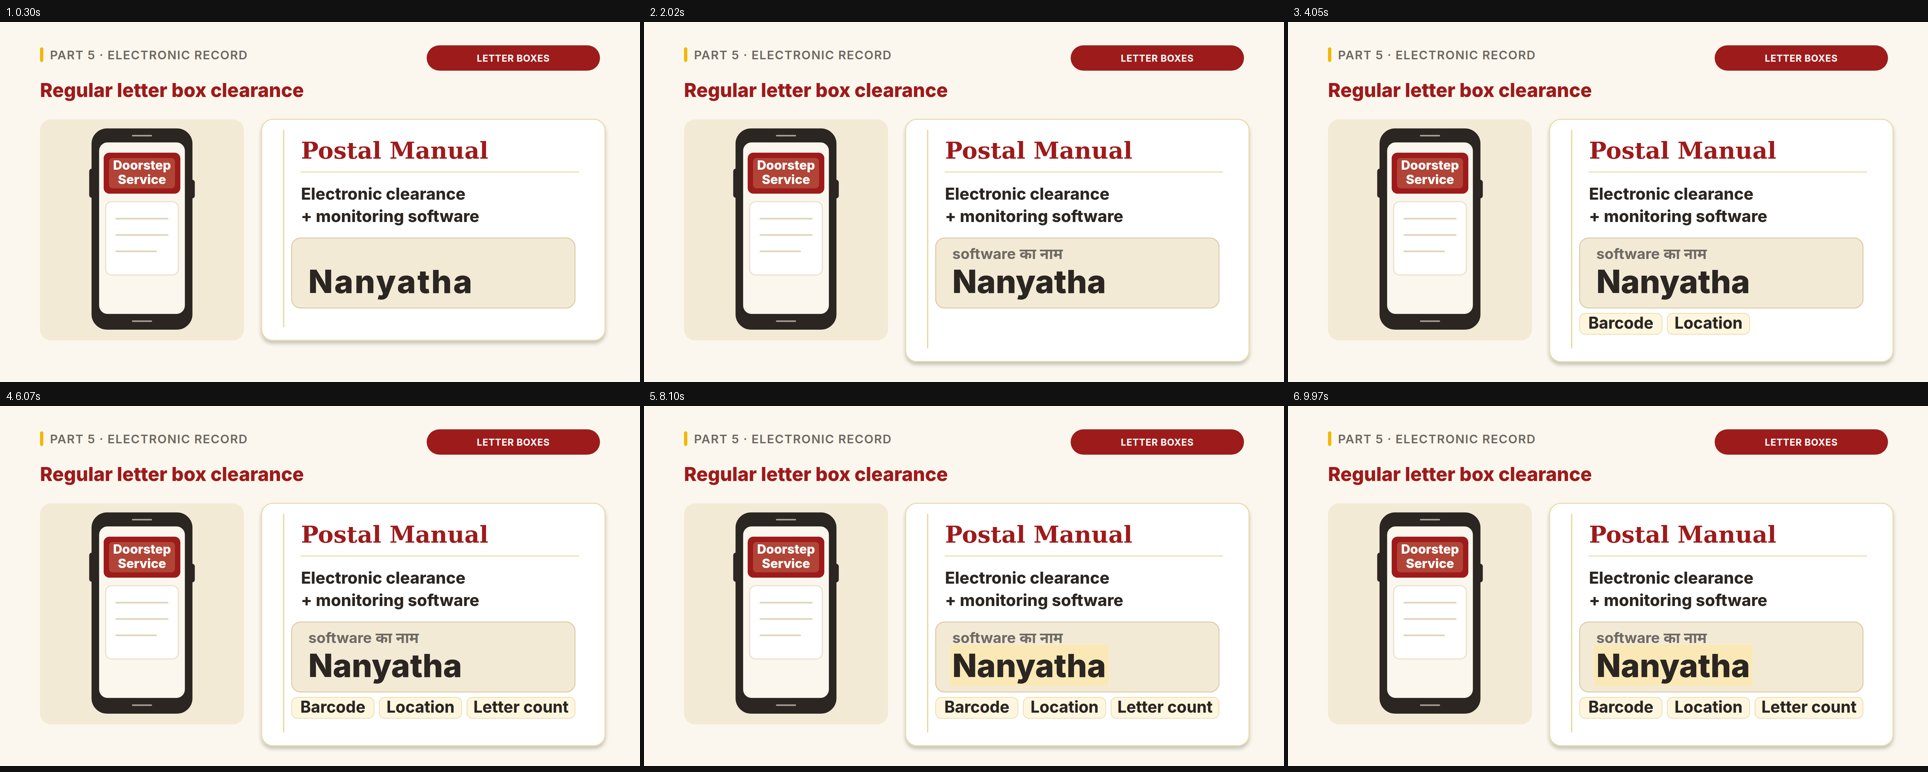 1. 0.30s
PART 5 · ELECTRONIC RECORD
LETTER BOXES
Regular letter box clearance
Doorstep
Service
Postal Manual
Electronic clearance
+ monitoring software
Nanyatha
2. 2.02s
PART 5 · ELECTRONIC RECORD
LETTER BOXES
Regular letter box clearance
Doorstep
Service
Postal Manual
Electronic clearance
+ monitoring software
software का नाम
Nanyatha
3. 4.05s
PART 5 · ELECTRONIC RECORD
LETTER BOXES
Regular letter box clearance
Doorstep
Service
Postal Manual
Electronic clearance
+ monitoring software
software का नाम
Nanyatha
Barcode Location
4. 6.07s
PART 5 · ELECTRONIC RECORD
LETTER BOXES
Regular letter box clearance
Doorstep
Service
Postal Manual
Electronic clearance
+ monitoring software
software का नाम
Nanyatha
Barcode Location Letter count
5. 8.10s
PART 5 · ELECTRONIC RECORD
LETTER BOXES
Regular letter box clearance
Doorstep
Service
Postal Manual
Electronic clearance
+ monitoring software
software का नाम
Nanyatha
Barcode Location Letter count
6. 9.97s
PART 5 · ELECTRONIC RECORD
LETTER BOXES
Regular letter box clearance
Doorstep
Service
Postal Manual
Electronic clearance
+ monitoring software
software का नाम
Nanyatha
Barcode Location Letter count